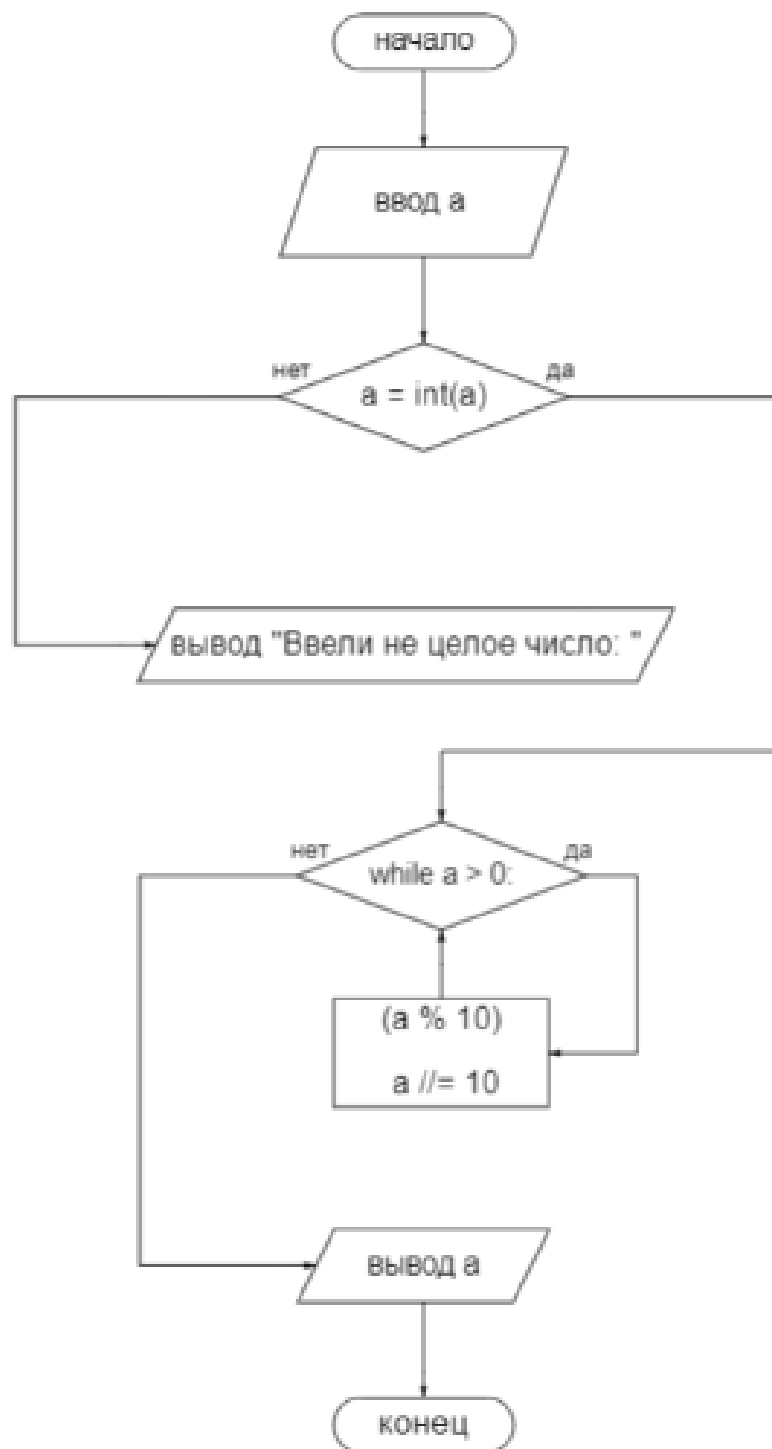 начало
ввод a
нет
да
a = int(a)
вывод "Ввели не целое число: "
нет
да
while a > 0:
(a % 10)
a //= 10
вывод a
конец